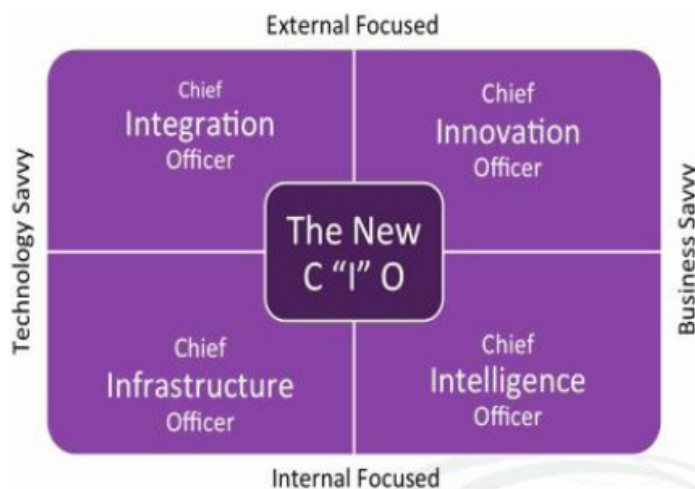 External Focused
Technology Savvy
Chief
Integration
Officer
Chief
Innovation
Officer
Business Savvy
The New
C “I” O
Chief
Infrastructure
Officer
Chief
Intelligence
Officer
Internal Focused